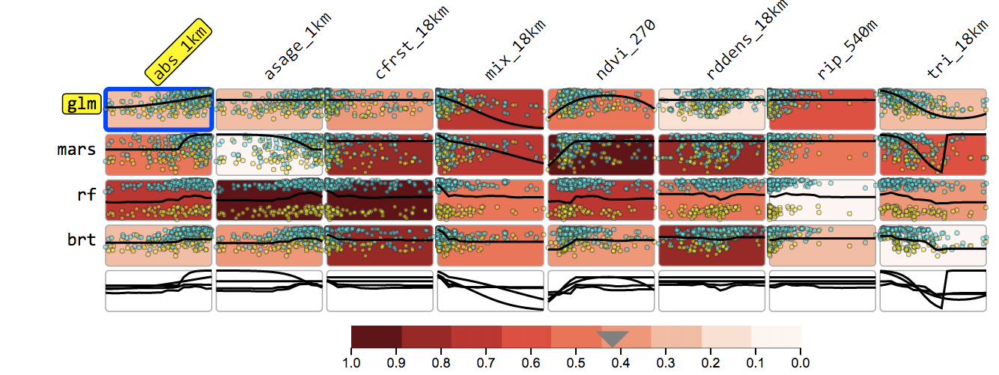 abs_1km asage_1km cfrst_18km mix_18km ndvi_270 rddens_18km rip_540m tri_18km
glm
mars
rf
brt
1.0 0.9 0.8 0.7 0.6 0.5 0.4 0.3 0.2 0.1 0.0